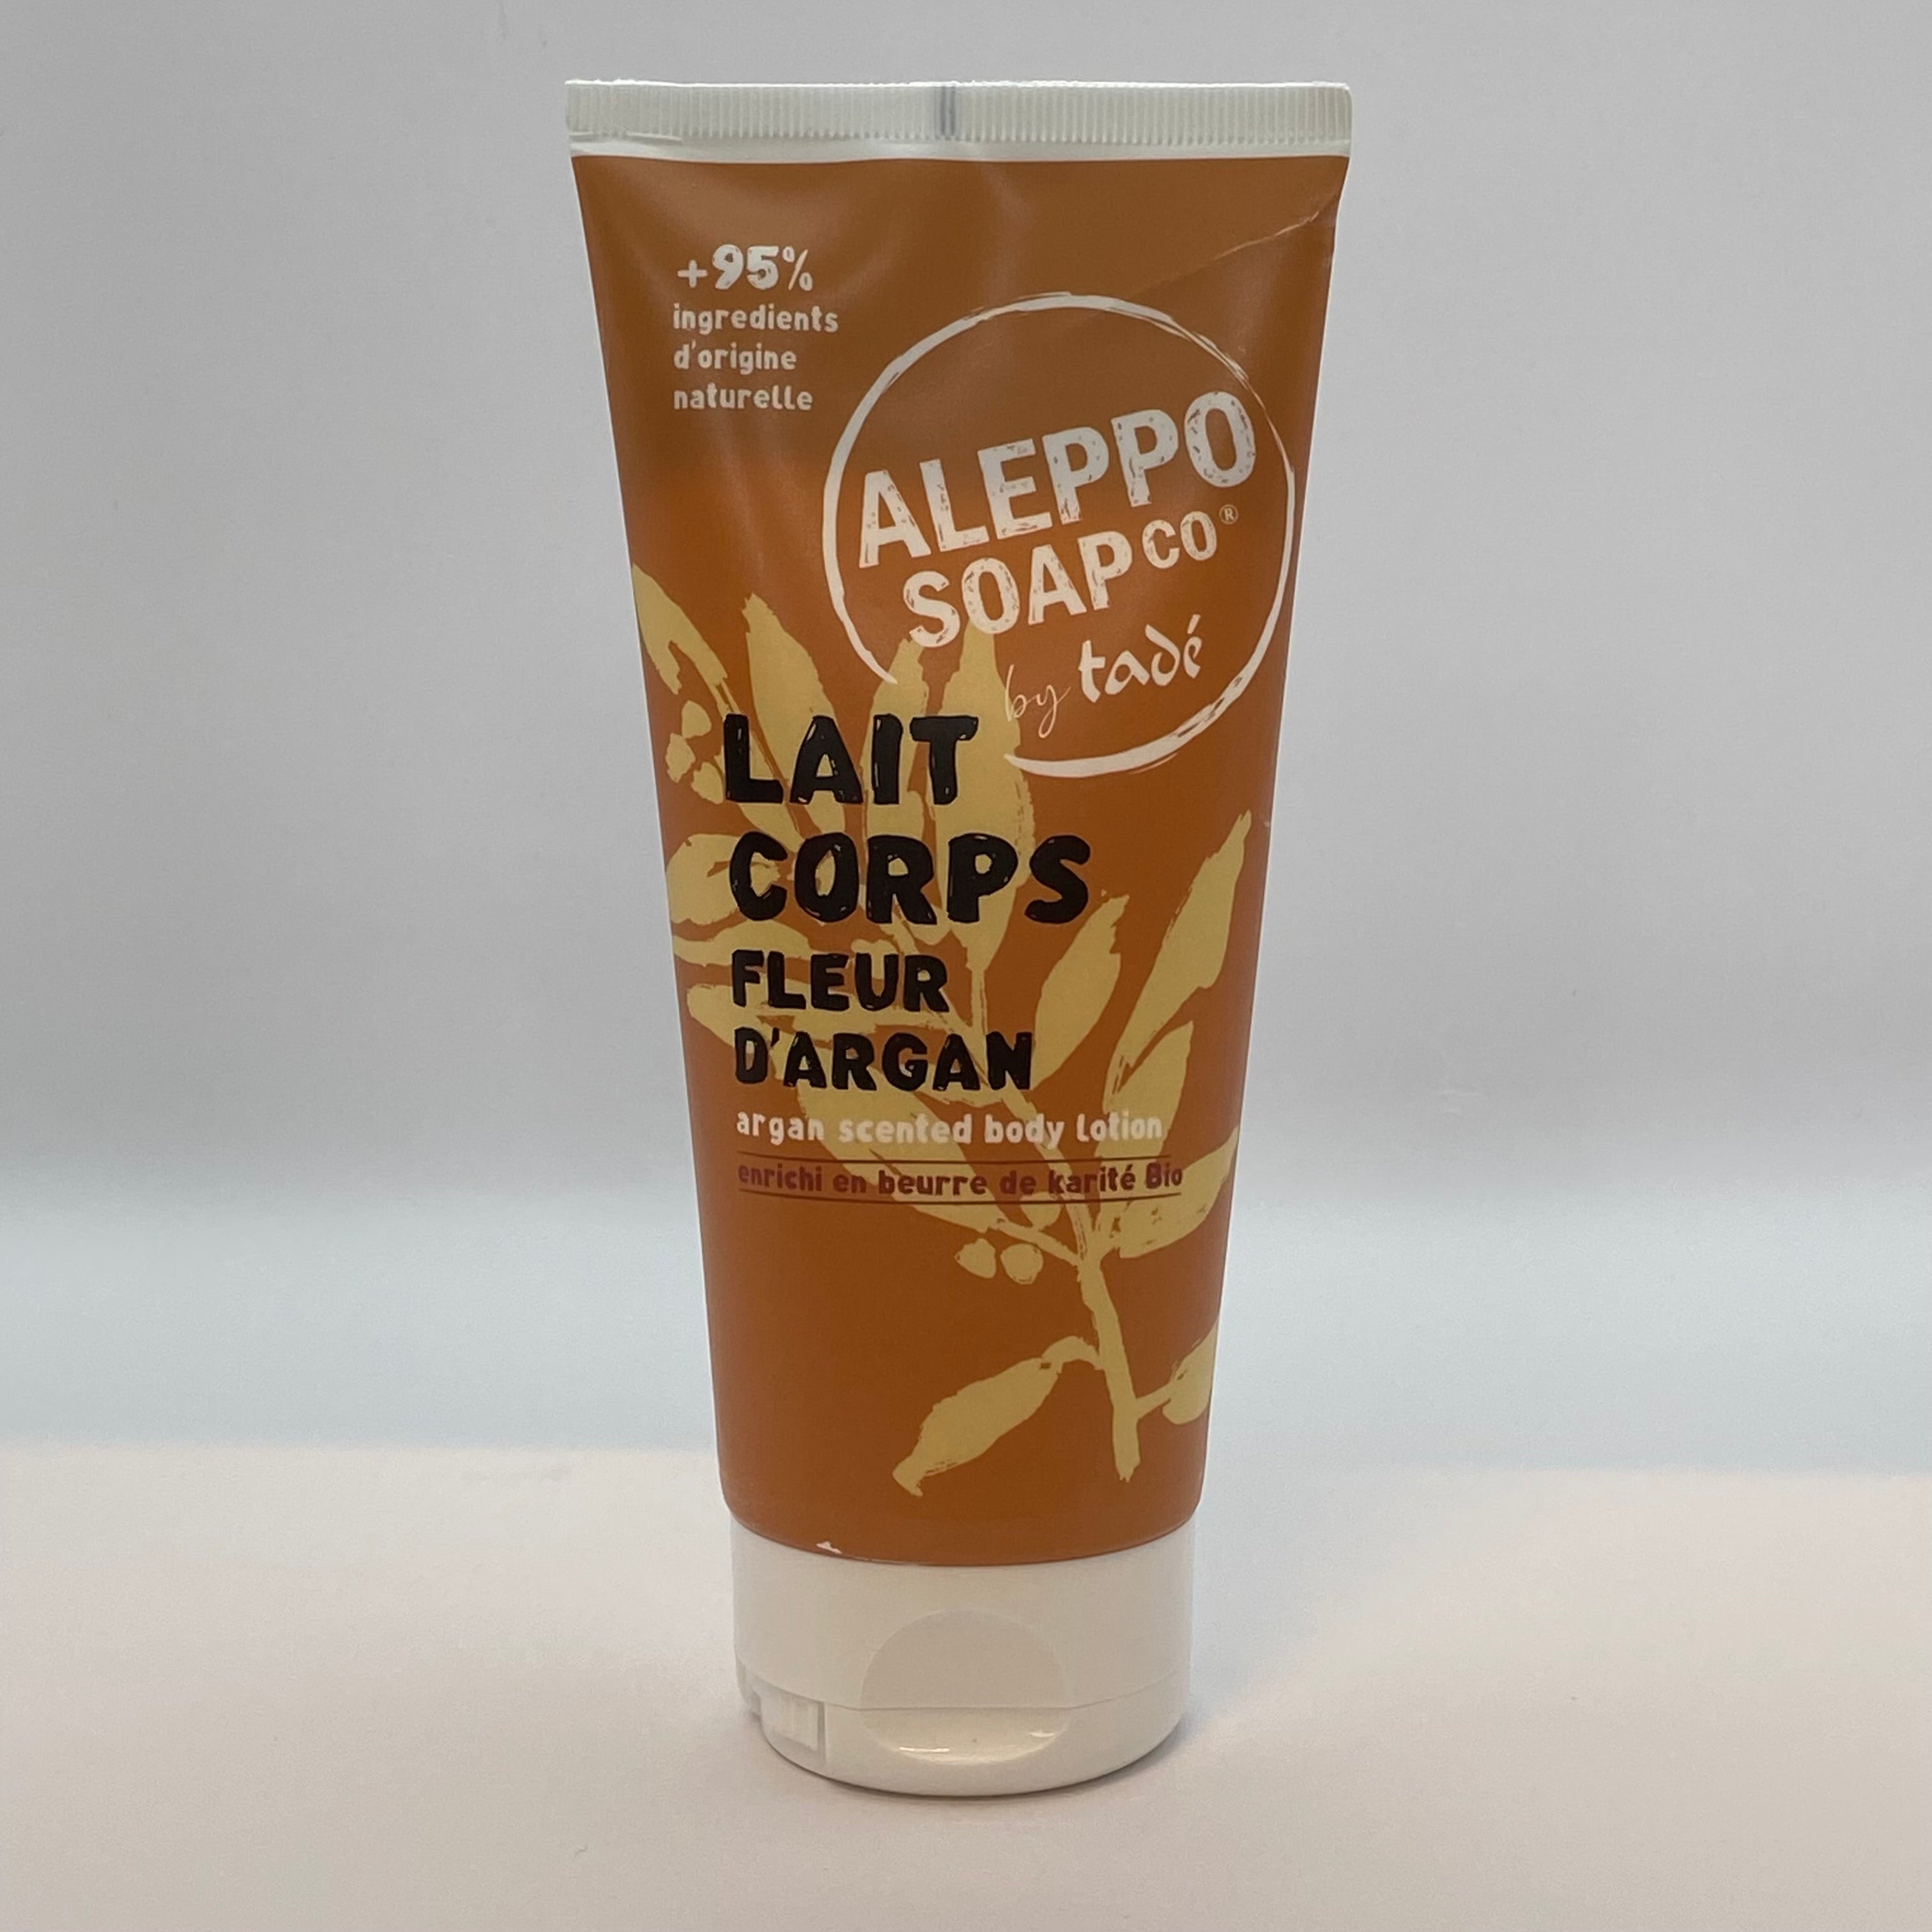 +95%
ingredients
d'origine
naturelle
ALEPPO
SOAP CO®
by tadé
LAIT
CORPS
FLEUR
D'ARGAN
argan scented body lotion
enrichi en beurre de karité Bio